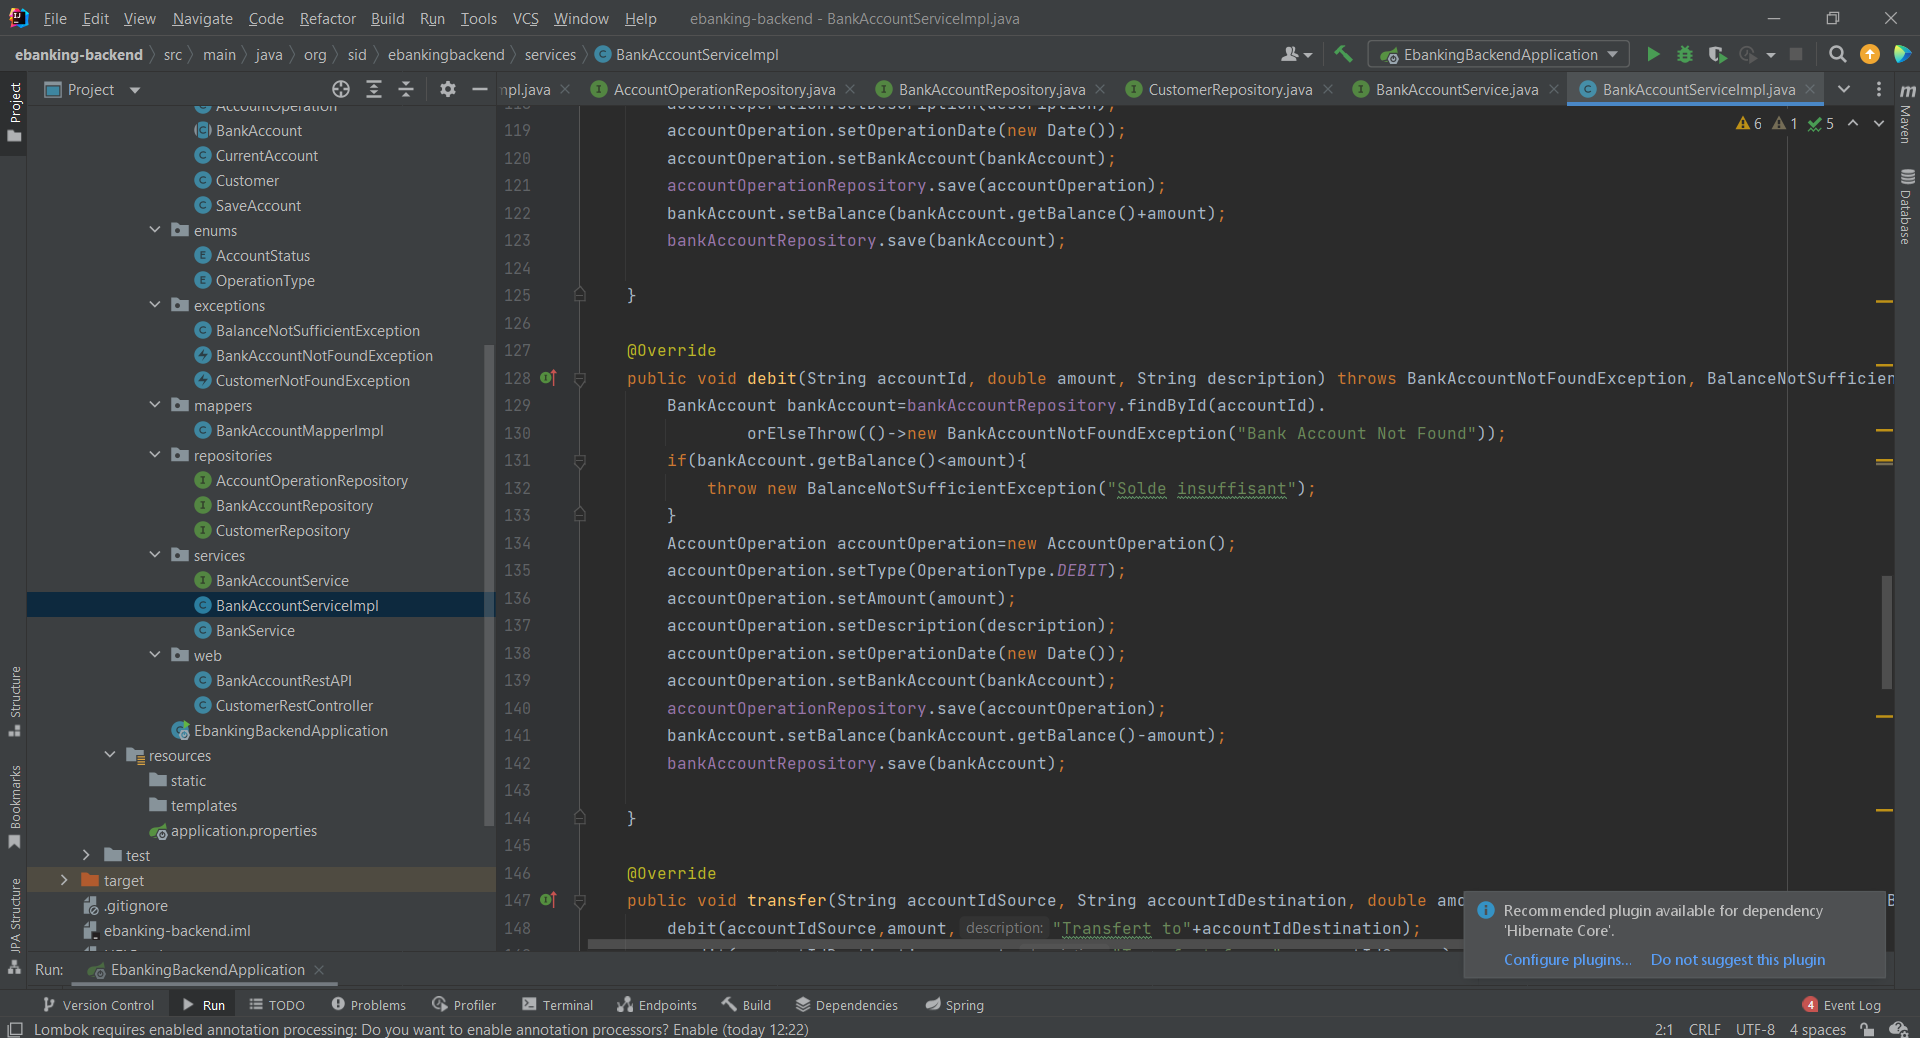 File Edit View Navigate Code Refactor Build Run Tools VCS Window Help ebanking-backend - BankAccountServiceImpl.java
ebanking-backend src main java org sid ebankingbackend services BankAccountServiceImpl EbankingBackendApplication
Project
mpl.java AccountOperationRepository.java BankAccountRepository.java CustomerRepository.java BankAccountService.java BankAccountServiceImpl.java
Project
Structure
Bookmarks
JPA Structure
AccountOperation
BankAccount
CurrentAccount
Customer
SaveAccount
enums
AccountStatus
OperationType
exceptions
BalanceNotSufficientException
BankAccountNotFoundException
CustomerNotFoundException
mappers
BankAccountMapperImpl
repositories
AccountOperationRepository
BankAccountRepository
CustomerRepository
services
BankAccountService
BankAccountServiceImpl
BankService
web
BankAccountRestAPI
CustomerRestController
EbankingBackendApplication
resources
static
templates
application.properties
test
target
.gitignore
ebanking-backend.iml
6 1 5
118 accountOperation.setDescription(description);
119 accountOperation.setOperationDate(new Date());
120 accountOperation.setBankAccount(bankAccount);
121 accountOperationRepository.save(accountOperation);
122 bankAccount.setBalance(bankAccount.getBalance()+amount);
123 bankAccountRepository.save(bankAccount);
124
125 }
126
127 @Override
128 public void debit(String accountId, double amount, String description) throws BankAccountNotFoundException, BalanceNotSufficien
129 BankAccount bankAccount=bankAccountRepository.findById(accountId).
130 orElseThrow(()->new BankAccountNotFoundException("Bank Account Not Found"));
131 if(bankAccount.getBalance()<amount){
132 throw new BalanceNotSufficientException("Solde insuffisant");
133 }
134 AccountOperation accountOperation=new AccountOperation();
135 accountOperation.setType(OperationType.DEBIT);
136 accountOperation.setAmount(amount);
137 accountOperation.setDescription(description);
138 accountOperation.setOperationDate(new Date());
139 accountOperation.setBankAccount(bankAccount);
140 accountOperationRepository.save(accountOperation);
141 bankAccount.setBalance(bankAccount.getBalance()-amount);
142 bankAccountRepository.save(bankAccount);
143
144 }
145
146 @Override
147 public void transfer(String accountIdSource, String accountIdDestination, double amo
148 debit(accountIdSource,amount, description: "Transfert to"+accountIdDestination);
Maven
Database
Recommended plugin available for dependency
'Hibernate Core'.
Configure plugins... Do not suggest this plugin
Run: EbankingBackendApplication
Version Control Run TODO Problems Profiler Terminal Endpoints Build Dependencies Spring 4 Event Log
Lombok requires enabled annotation processing: Do you want to enable annotation processors? Enable (today 12:22) 2:1 CRLF UTF-8 4 spaces